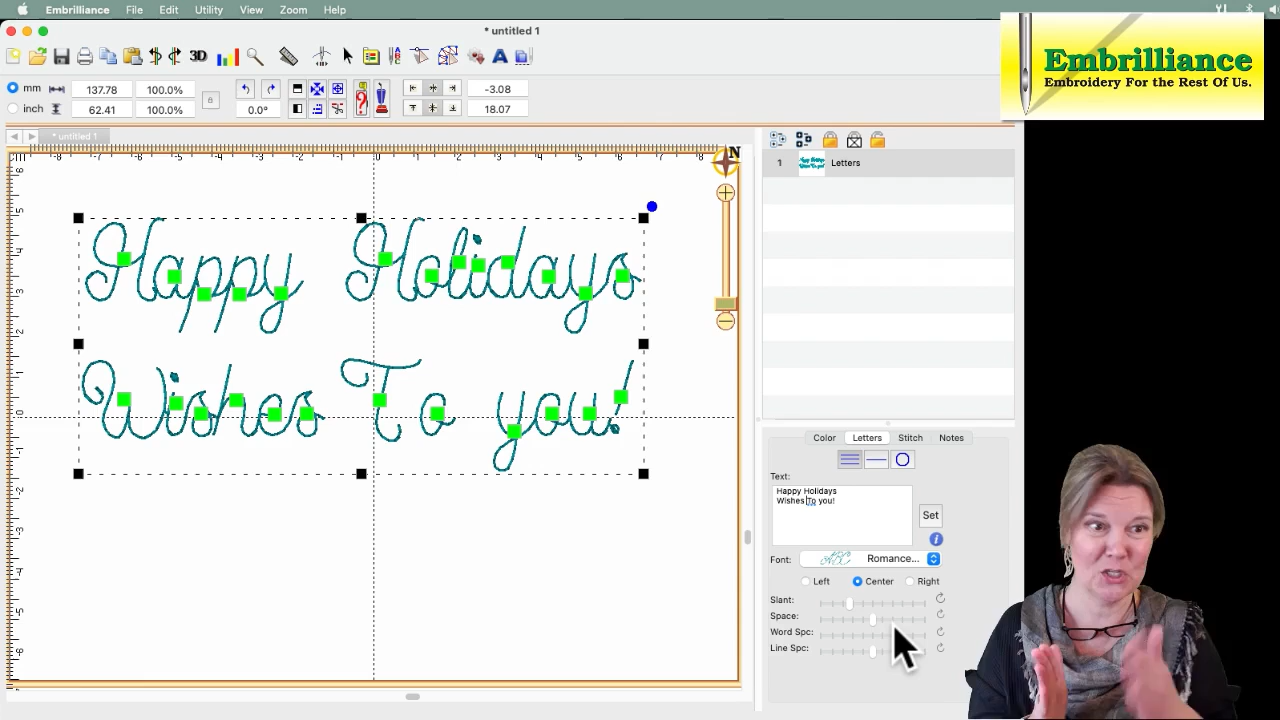 Embrilliance File Edit Utility View Zoom Help
* untitled 1
Embrilliance
Embroidery For the Rest Of Us.
3D
A
mm 137.78 100.0% -3.08
inch 62.41 100.0% 0.0° 18.07
* untitled 1
N
1 Letters
Happy Holidays
Wishes To you!
Color Letters Stitch Notes
Text:
Happy Holidays
Wishes To you!
Set
Font: Romance...
Left Center Right
Slant:
Space:
Word Spc:
Line Spc: